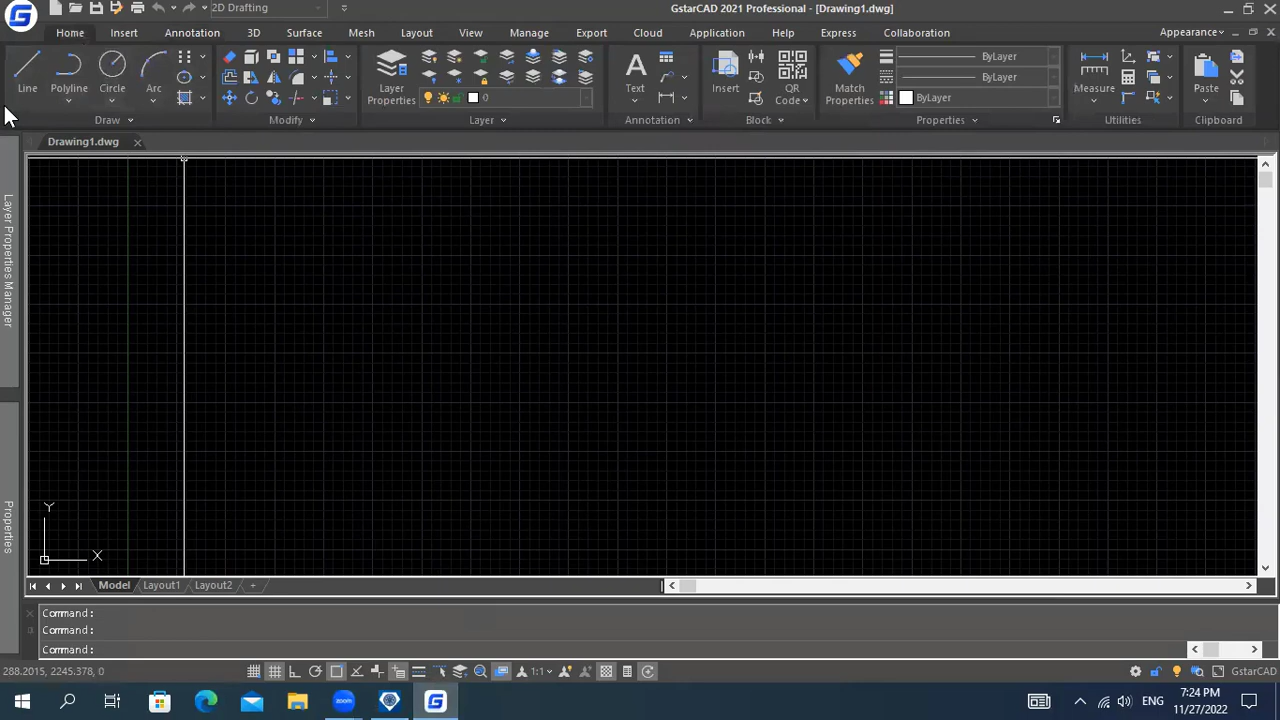 2D Drafting
GstarCAD 2021 Professional - [Drawing1.dwg]
Home Insert Annotation 3D Surface Mesh Layout View Manage Export Cloud Application Help Express Collaboration Appearance
Line Polyline Circle Arc
Layer Properties
0
Text
Insert
QR Code
Match Properties
ByLayer
ByLayer
ByLayer
Measure
Paste
Draw Modify Layer Annotation Block Properties Utilities Clipboard
Drawing1.dwg
Layer Properties Manager
Properties
Y
X
Model Layout1 Layout2 +
Command:
Command:
Command:
288.2015, 2245.378, 0
1:1
GstarCAD
zoom
ENG
7:24 PM
11/27/2022